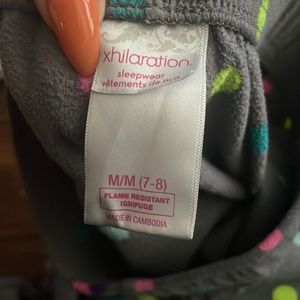 xhilaration
sleepwear
vêtements de nuit
M/M (7-8)
FLAME RESISTANT
IGNIFUGE
MADE IN CAMBODIA